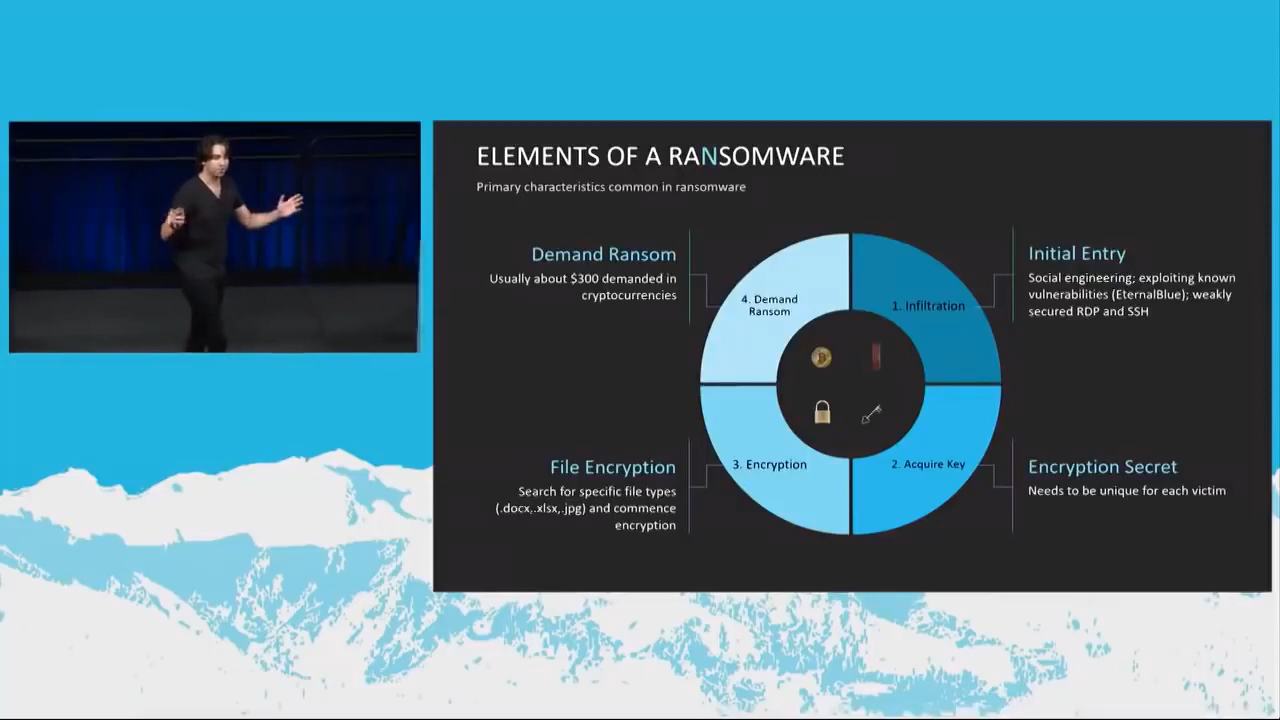 ELEMENTS OF A RANSOMWARE
Primary characteristics common in ransomware
Demand Ransom
Usually about $300 demanded in
cryptocurrencies
4. Demand
Ransom
1. Infiltration
Initial Entry
Social engineering; exploiting known
vulnerabilities (EternalBlue); weakly
secured RDP and SSH
File Encryption
Search for specific file types
(.docx,.xlsx,.jpg) and commence
encryption
3. Encryption
2. Acquire Key
Encryption Secret
Needs to be unique for each victim